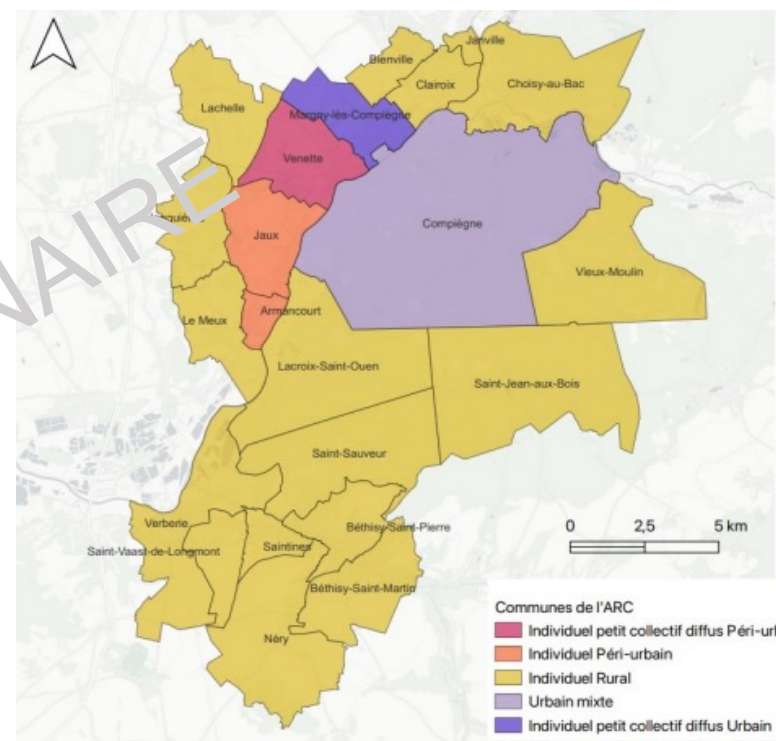 Janville
Bienville
Clairoix
Choisy-au-Bac
Lachelle
Margny-lès-Compiègne
Venette
Compiègne
Jaux
Vieux-Moulin
Armancourt
Le Meux
Lacroix-Saint-Ouen
Saint-Jean-aux-Bois
Saint-Sauveur
Verberie
Béthisy-Saint-Pierre
Saint-Vaast-de-Longmont
Saintines
Béthisy-Saint-Martin
Néry
0 2,5 5 km
Communes de l'ARC
Individuel petit collectif diffus
Individuel Péri-urbain
Individuel Rural
Urbain mixte
Individuel petit collectif diffus Urbain
NAIRE